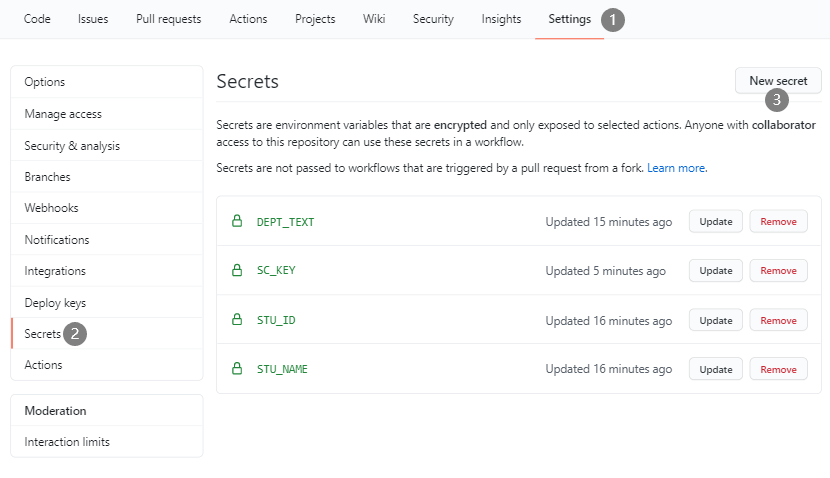 Code Issues Pull requests Actions Projects Wiki Security Insights Settings 1
Options
Manage access
Security & analysis
Branches
Webhooks
Notifications
Integrations
Deploy keys
Secrets 2
Actions
Moderation
Interaction limits
Secrets
New secret
3
Secrets are environment variables that are encrypted and only exposed to selected actions. Anyone with collaborator
access to this repository can use these secrets in a workflow.
Secrets are not passed to workflows that are triggered by a pull request from a fork. Learn more.
DEPT_TEXT Updated 15 minutes ago Update Remove
SC_KEY Updated 5 minutes ago Update Remove
STU_ID Updated 16 minutes ago Update Remove
STU_NAME Updated 16 minutes ago Update Remove